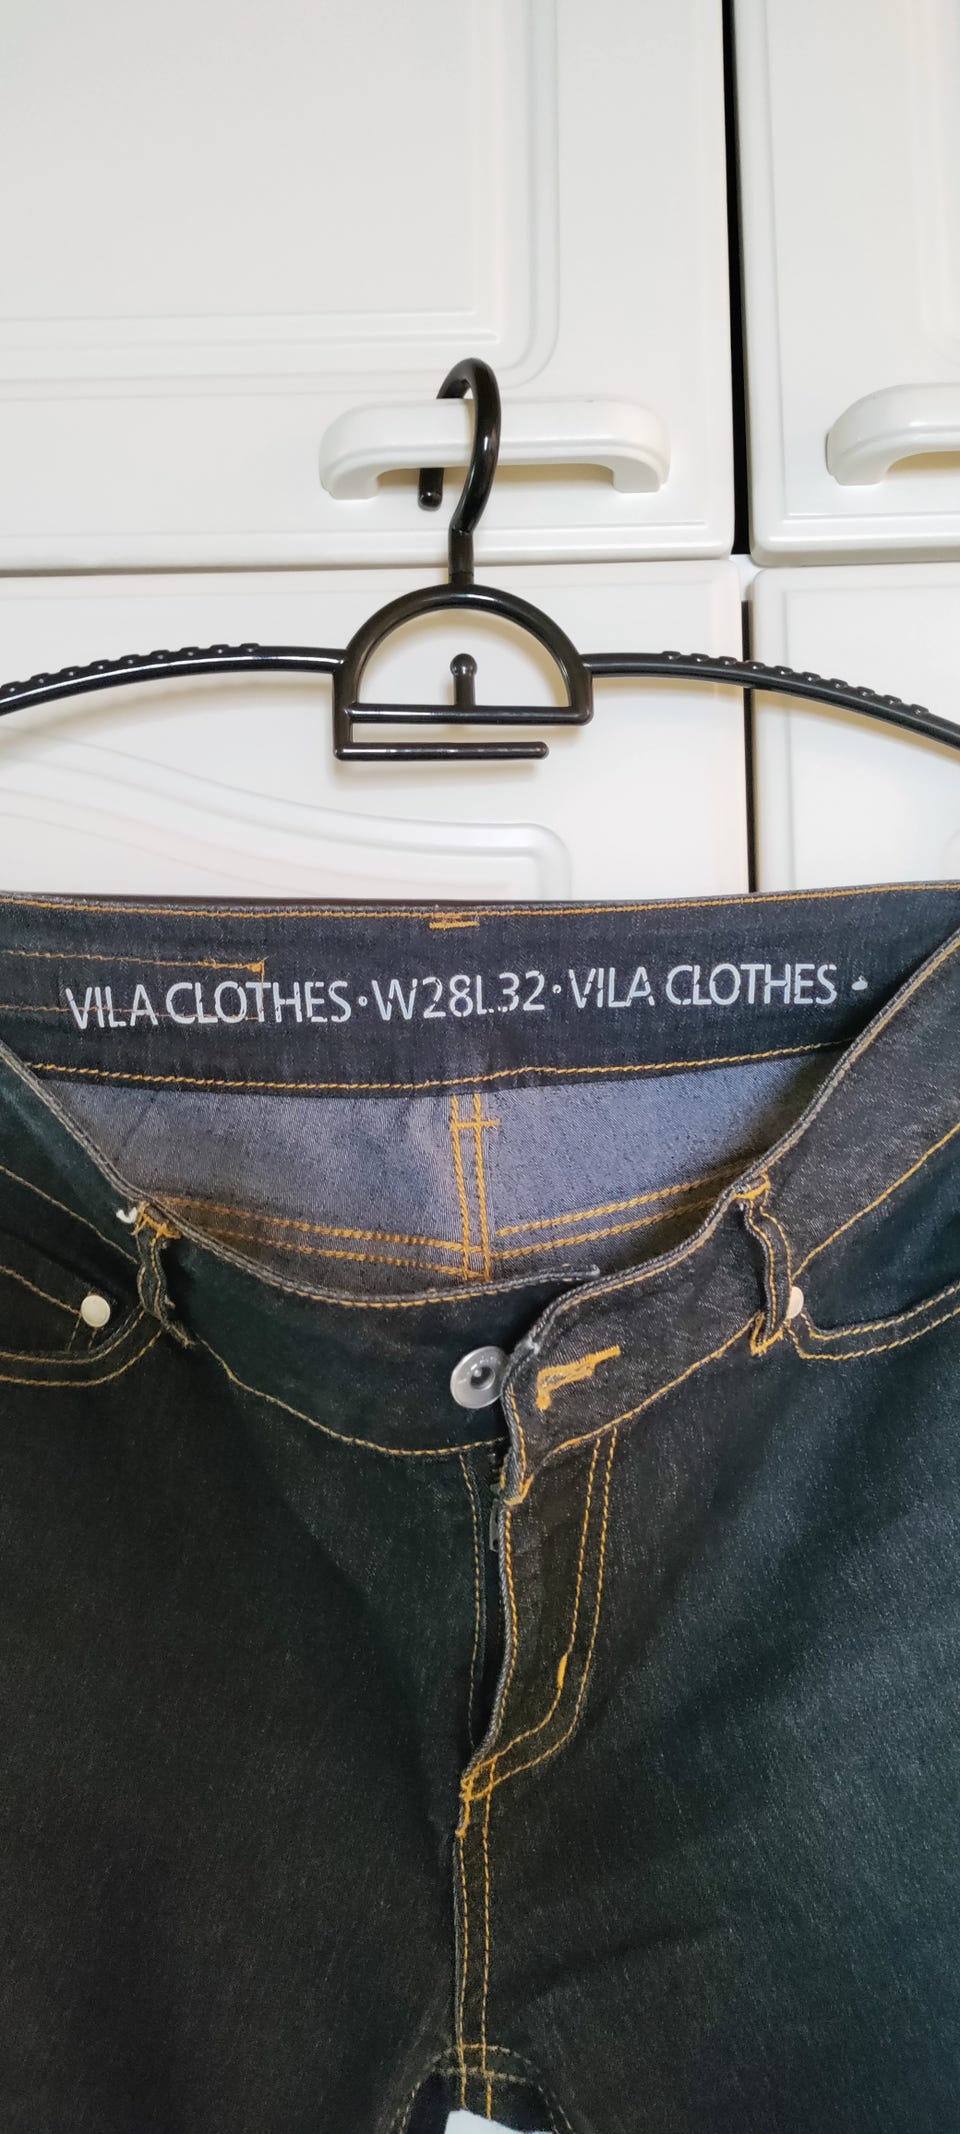 VILA CLOTHES • W28L32 • VILA CLOTHES •